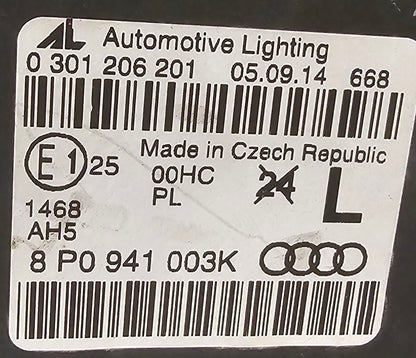 AL Automotive Lighting
0 301 206 201 05.09.14 668
Made in Czech Republic
E1 25 00HC 24 L
PL
1468
AH5
8 P0 941 003K